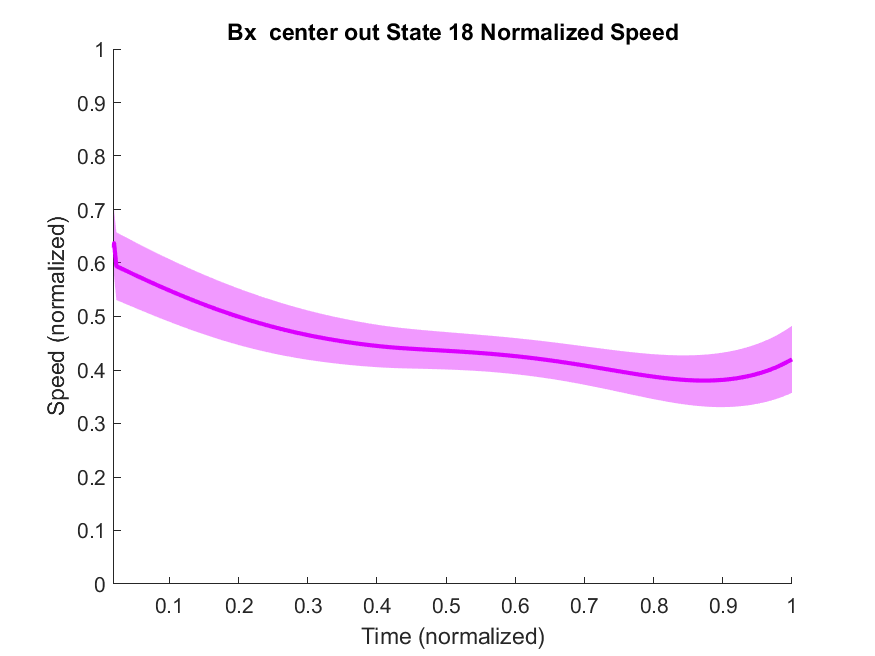 Bx  center out State 18 Normalized Speed
1
0.9
0.8
0.7
0.6
0.5
0.4
0.3
0.2
0.1
0
Speed (normalized)
0.1 0.2 0.3 0.4 0.5 0.6 0.7 0.8 0.9 1
Time (normalized)